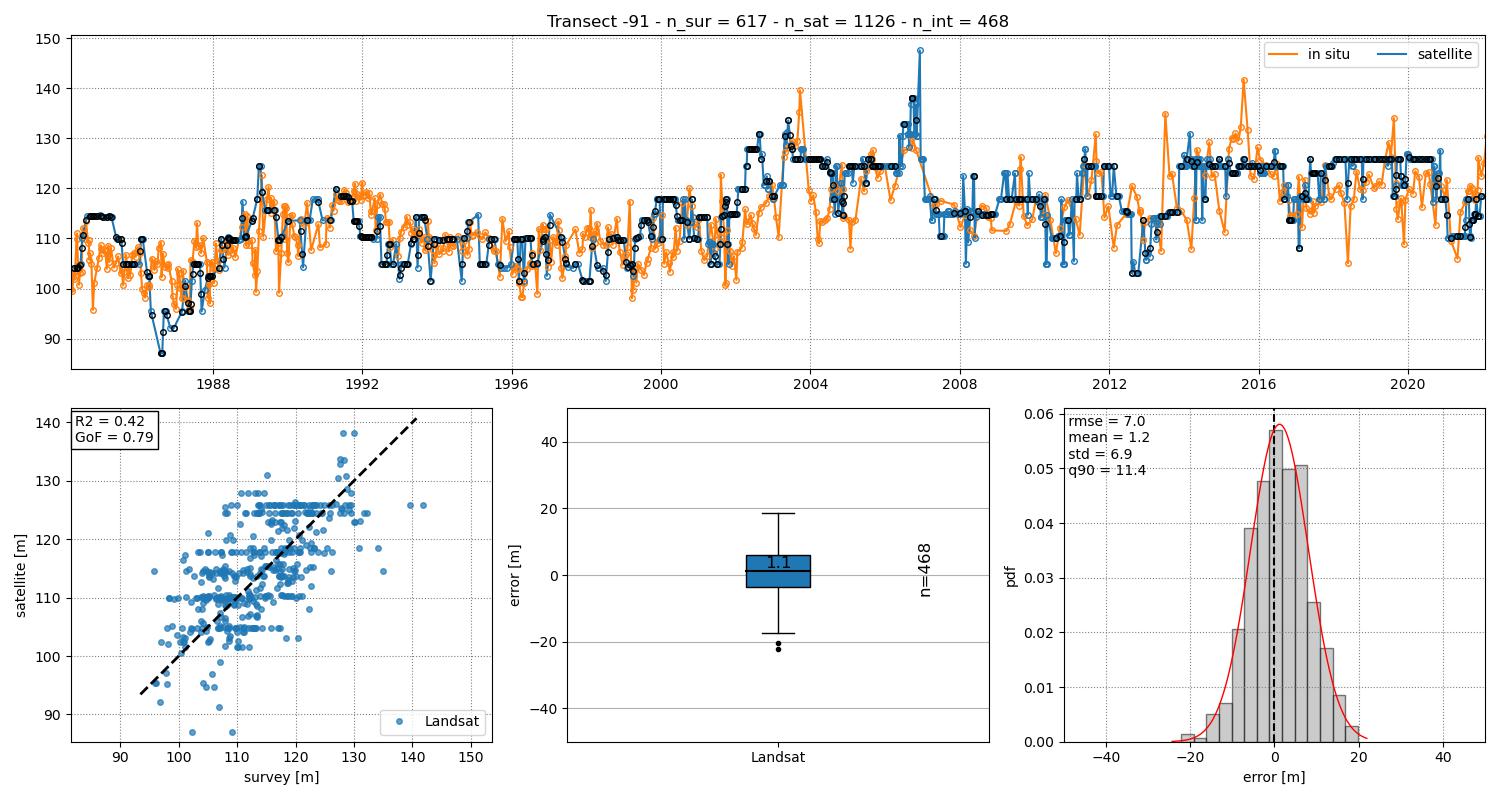 Transect -91 - n_sur = 617 - n_sat = 1126 - n_int = 468
150
140
130
120
110
100
90
in situ
satellite
1988
1992
1996
2000
2004
2008
2012
2016
2020
140
130
120
110
100
90
satellite [m]
R2 = 0.42
GoF = 0.79
Landsat
90
100
110
120
130
140
150
survey [m]
40
20
0
−20
−40
error [m]
1.1
n=468
Landsat
0.06
0.05
0.04
0.03
0.02
0.01
0.00
pdf
rmse = 7.0
mean = 1.2
std = 6.9
q90 = 11.4
−40
−20
0
20
40
error [m]